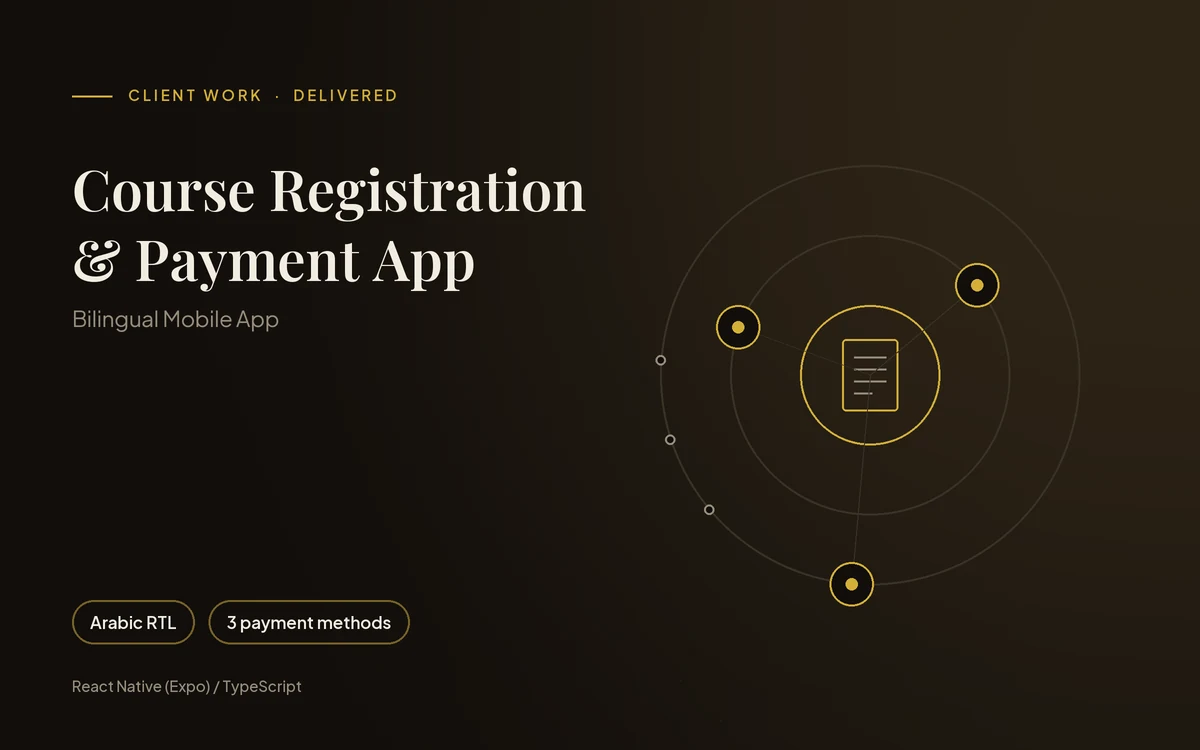 CLIENT WORK · DELIVERED
Course Registration
& Payment App
Bilingual Mobile App
Arabic RTL
3 payment methods
React Native (Expo) / TypeScript